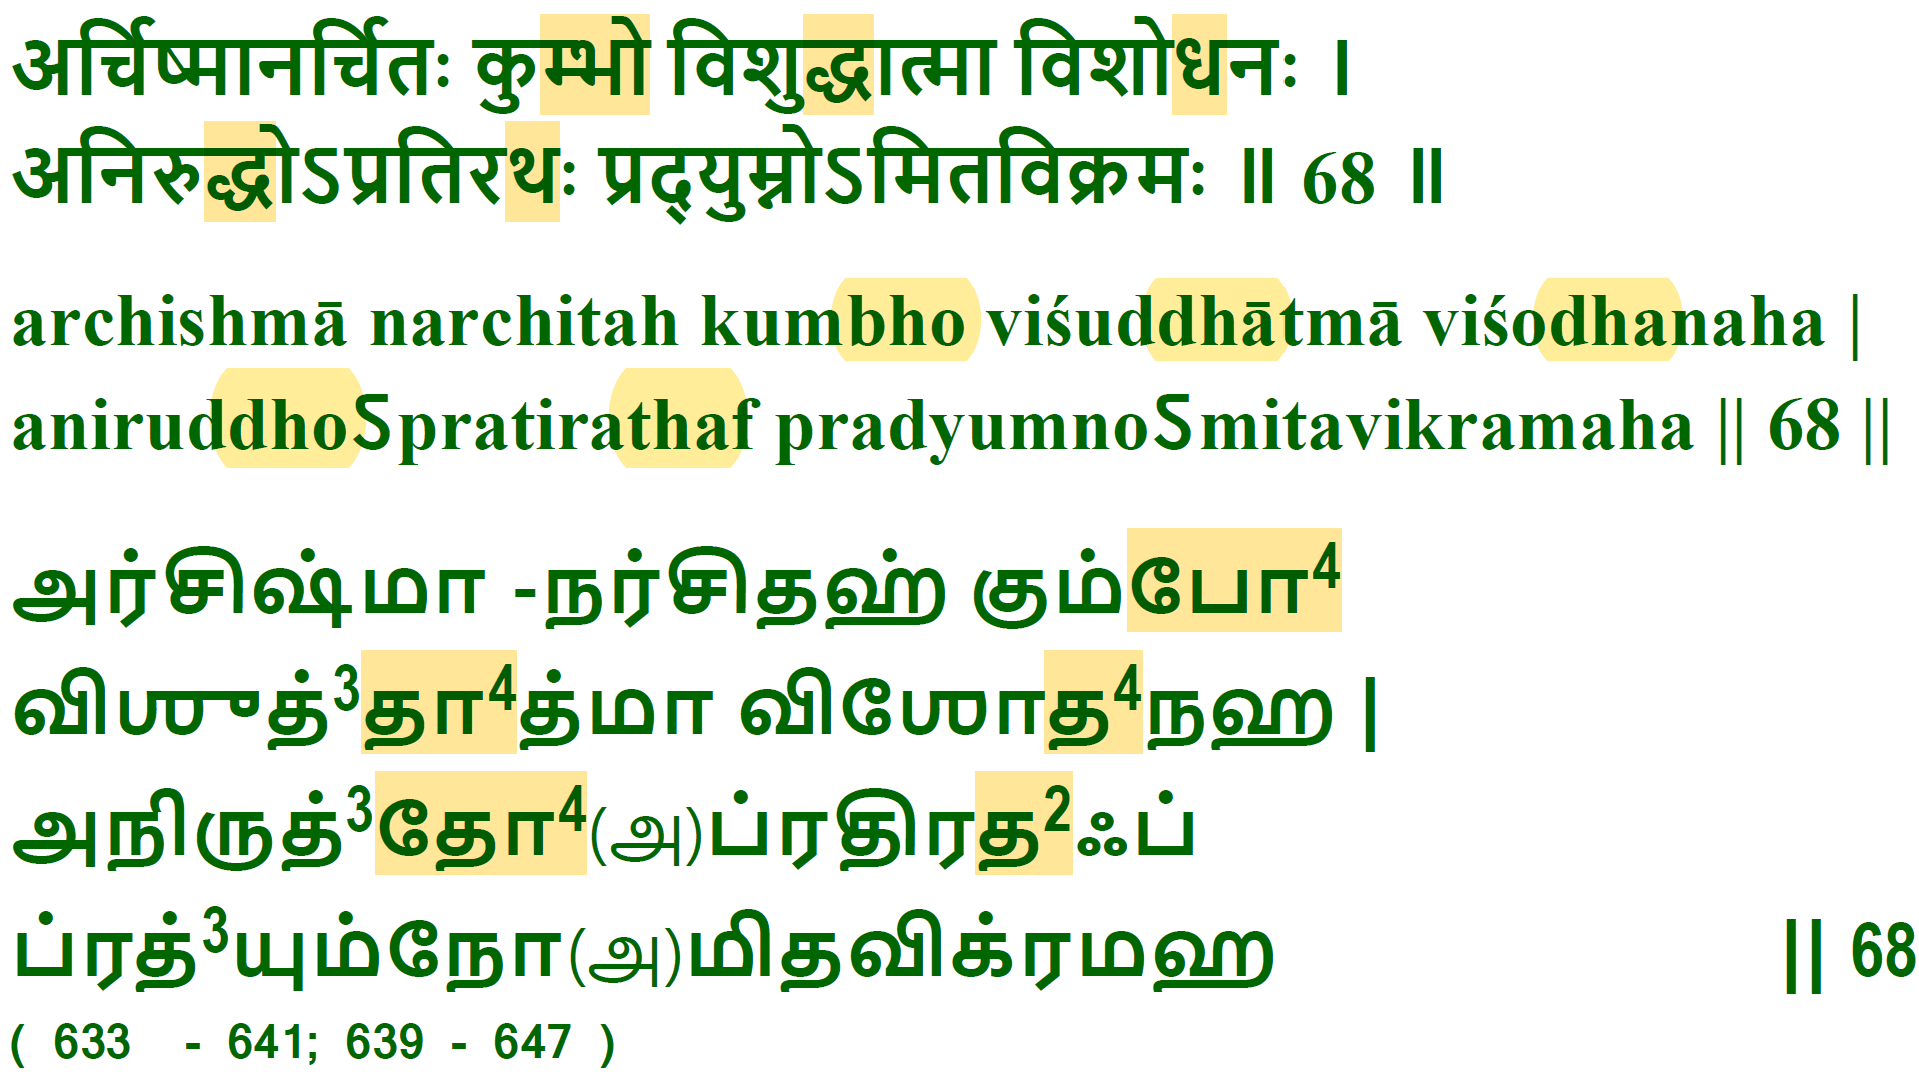 अर्चिष्मानर्चितः कुम्भो विशुद्धात्मा विशोधनः ।
अनिरुद्धोऽप्रतिरथः प्रद्युम्नोऽमितविक्रमः ॥ 68 ॥
archishmā narchitah kumbho viśuddhātmā viśodhanaha |
aniruddhoऽpratirathaf pradyumnoऽmitavikramaha || 68 ||
அர்சிஷ்மா -நர்சிதஹ் கும்போ⁴
விஶுத்³தா⁴த்மா விஶோத⁴நஹ |
அநிருத்³தோ⁴(அ)ப்ரதிரத²ஃப்
ப்ரத்³யும்நோ(அ)மிதவிக்ரமஹ || 68
( 633 - 641; 639 - 647 )